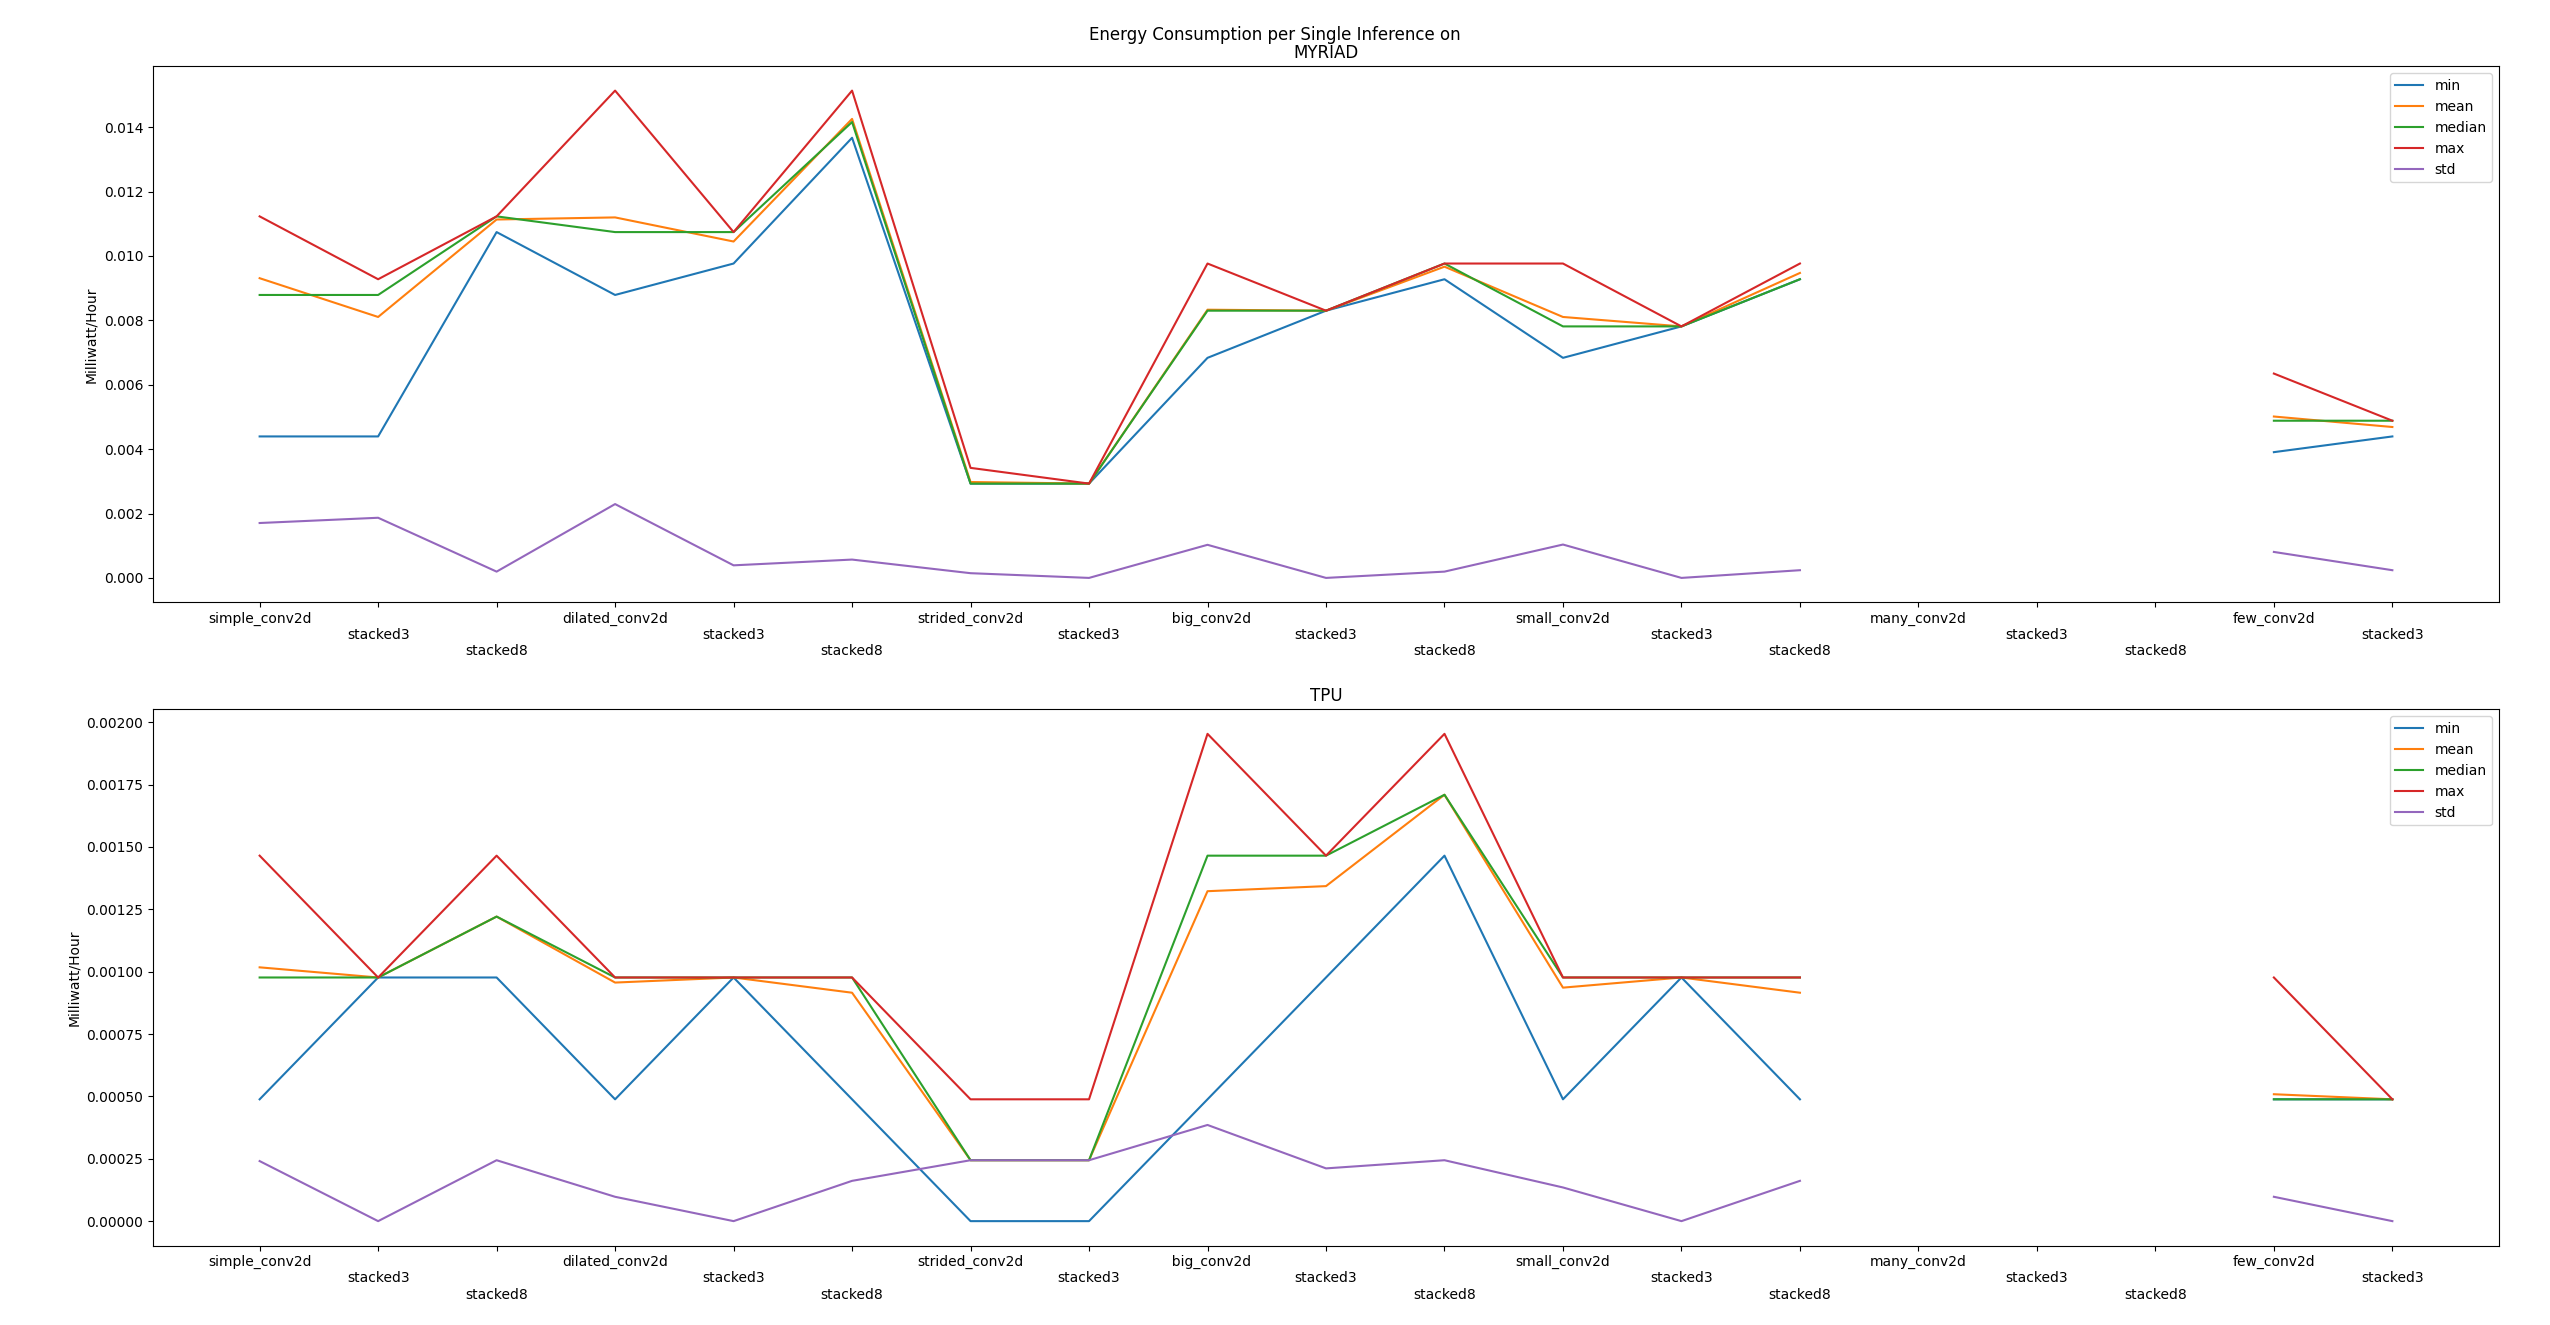 Energy Consumption per Single Inference on
MYRIAD
min
mean
median
max
std
Milliwatt/Hour
0.014
0.012
0.010
0.008
0.006
0.004
0.002
0.000
simple_conv2d dilated_conv2d strided_conv2d big_conv2d small_conv2d many_conv2d few_conv2d
stacked3 stacked3 stacked3 stacked3 stacked3 stacked3 stacked3
stacked8 stacked8 stacked8 stacked8 stacked8
TPU
min
mean
median
max
std
Milliwatt/Hour
0.00200
0.00175
0.00150
0.00125
0.00100
0.00075
0.00050
0.00025
0.00000
simple_conv2d dilated_conv2d strided_conv2d big_conv2d small_conv2d many_conv2d few_conv2d
stacked3 stacked3 stacked3 stacked3 stacked3 stacked3 stacked3
stacked8 stacked8 stacked8 stacked8 stacked8